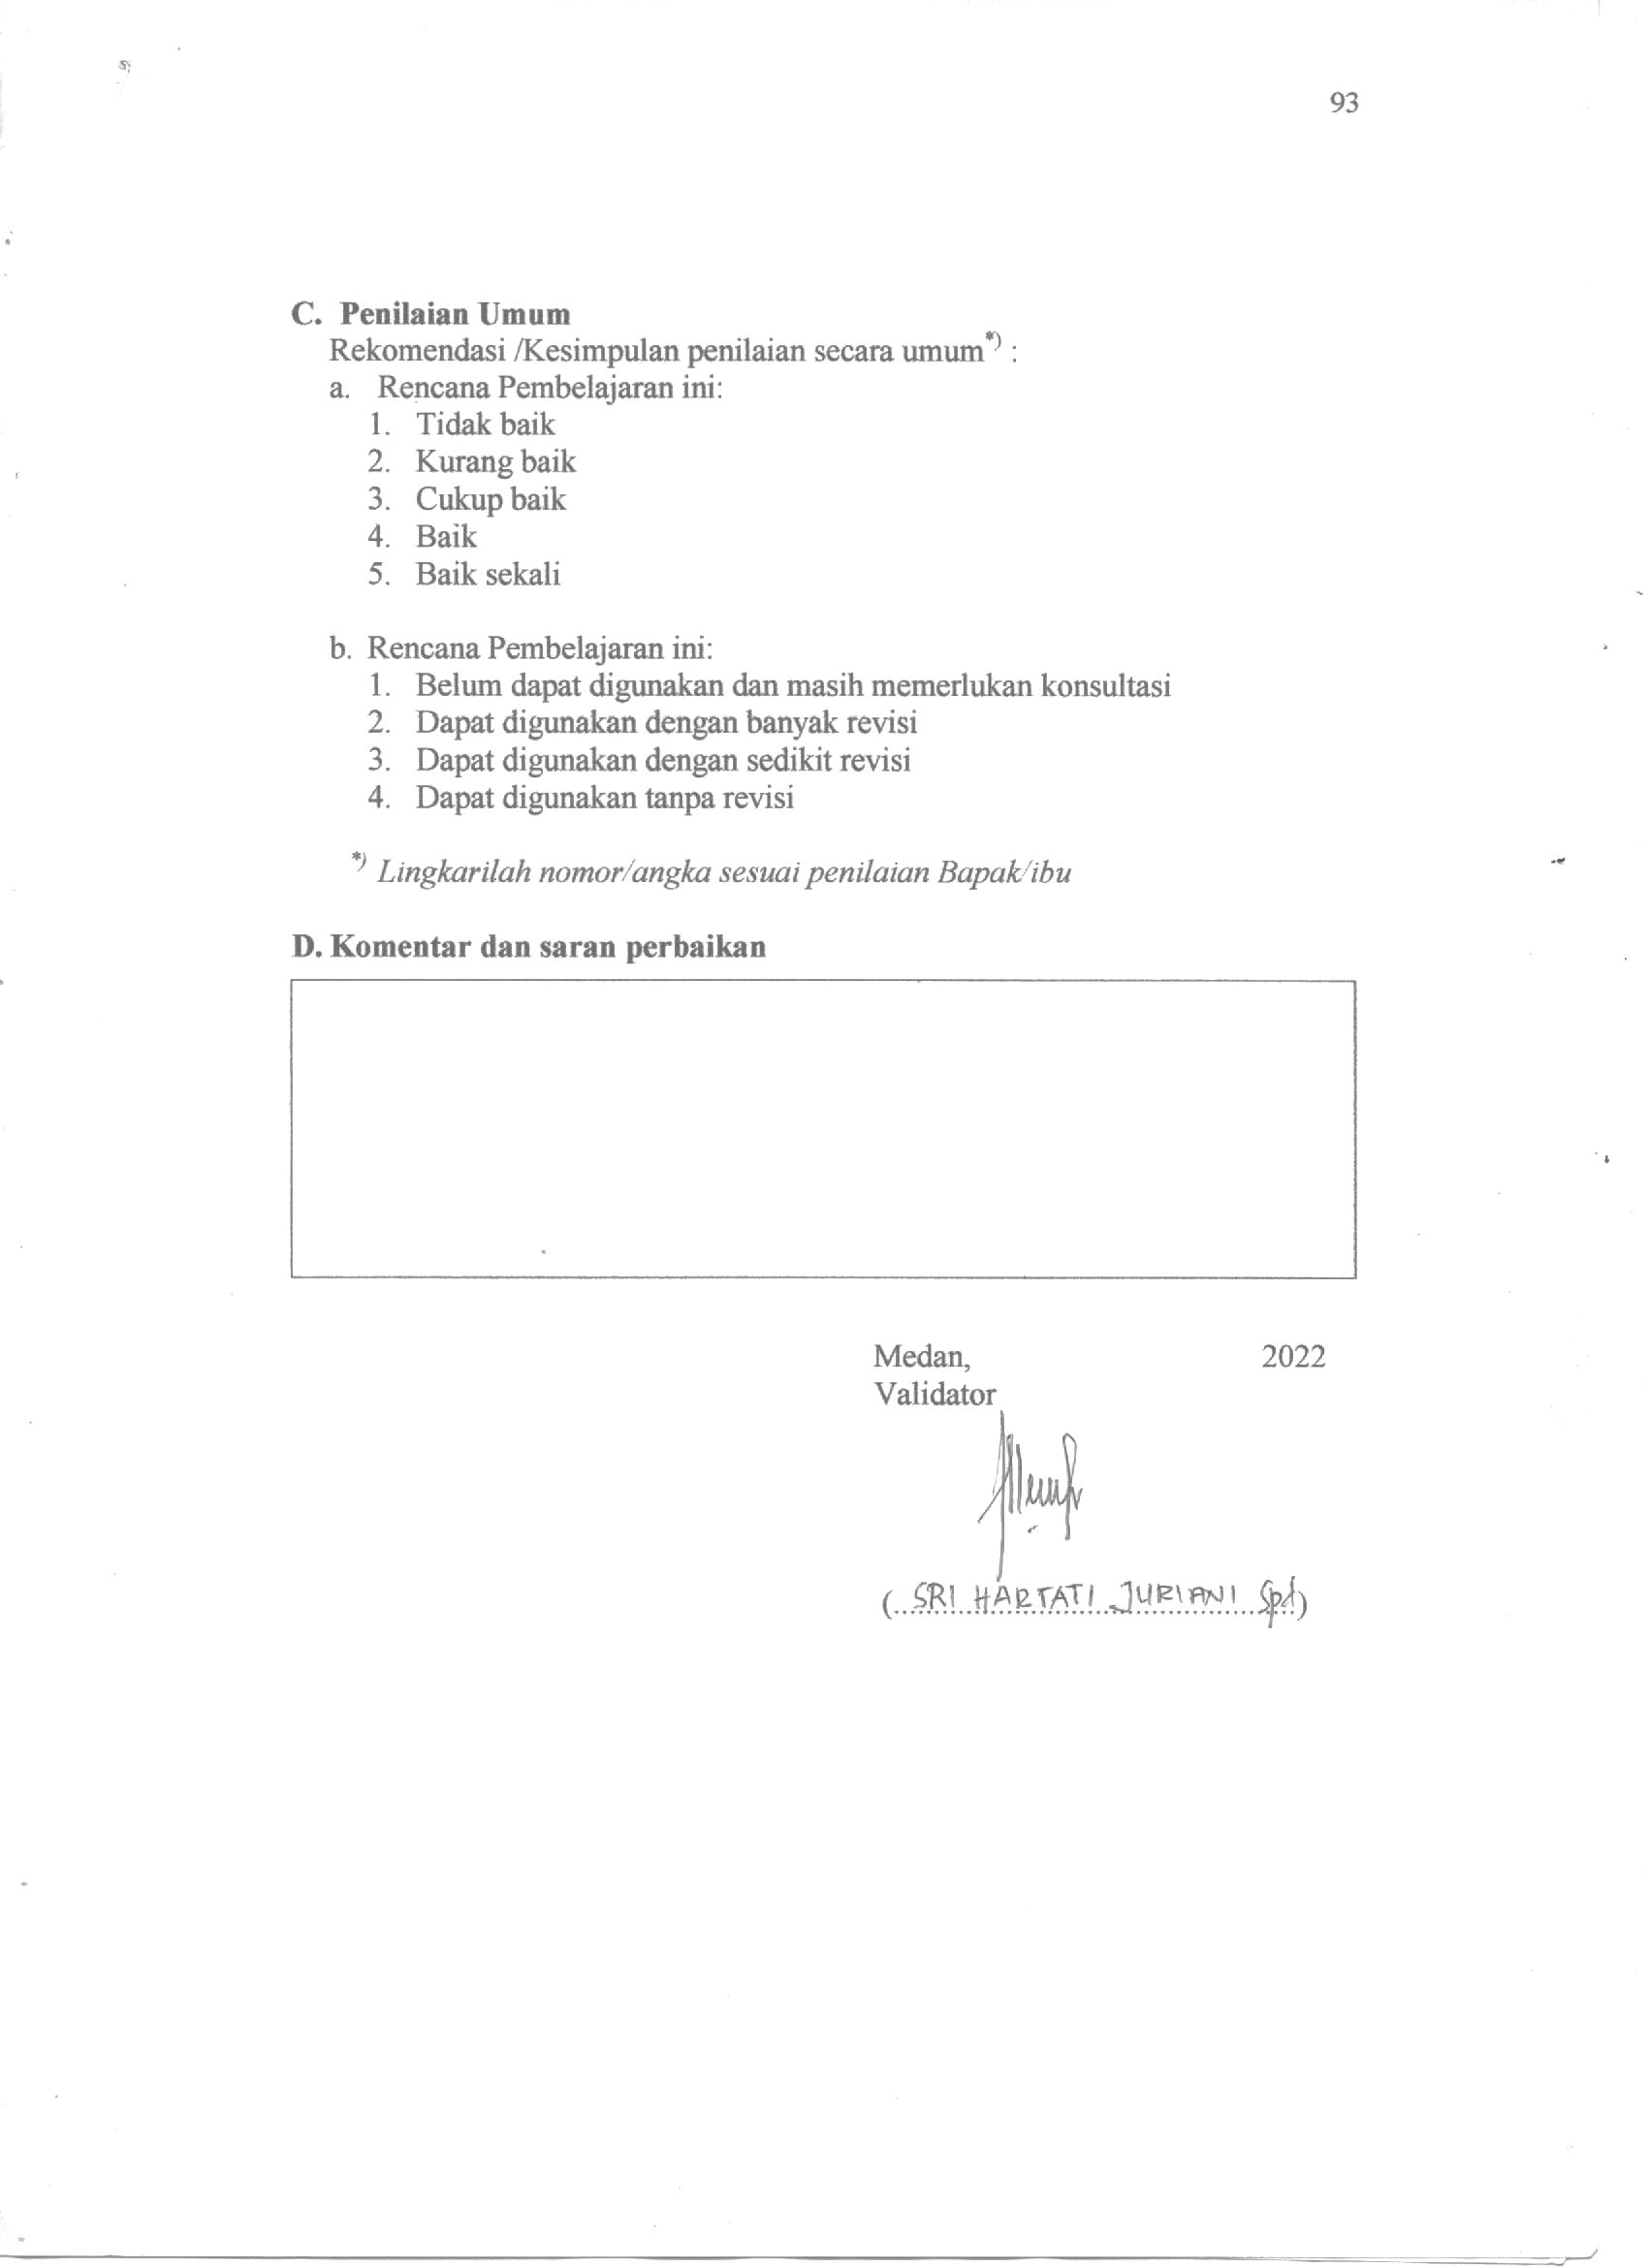 93
C. Penilaian Umum
Rekomendasi /Kesimpulan penilaian secara umum*) :
a. Rencana Pembelajaran ini:
1. Tidak baik
2. Kurang baik
3. Cukup baik
4. Baik
5. Baik sekali
b. Rencana Pembelajaran ini:
1. Belum dapat digunakan dan masih memerlukan konsultasi
2. Dapat digunakan dengan banyak revisi
3. Dapat digunakan dengan sedikit revisi
4. Dapat digunakan tanpa revisi
*) Lingkarilah nomor/angka sesuai penilaian Bapak/ibu
D. Komentar dan saran perbaikan
Medan, 2022
Validator
(SRI HARTATI JURIANI Spd)